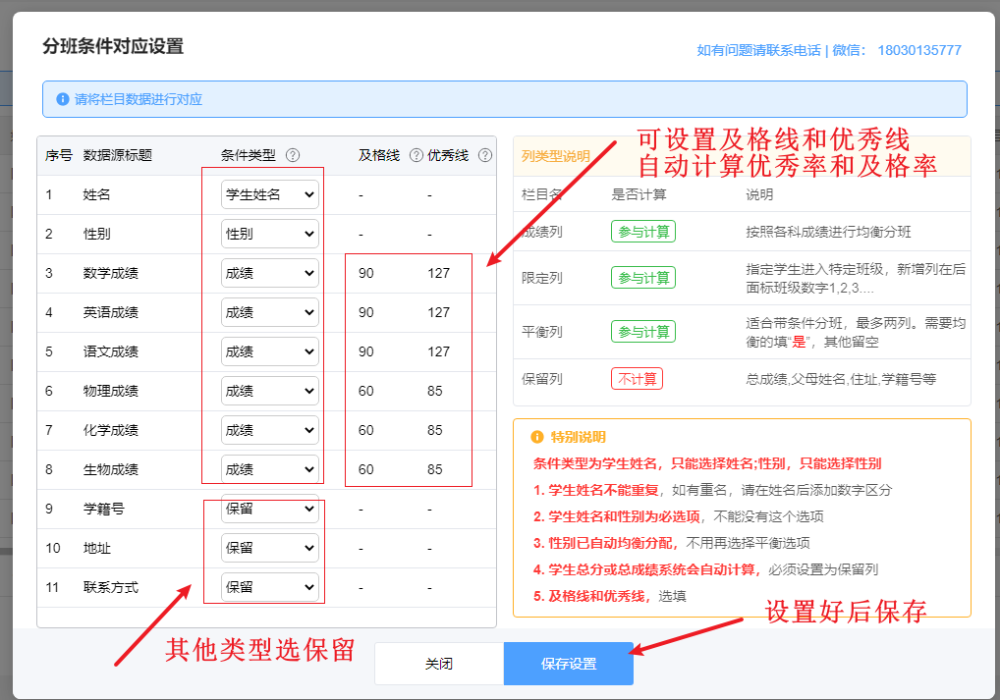 分班条件对应设置
如有问题请联系电话 | 微信： 18030135777
请将栏目数据进行对应
序号 数据源标题 条件类型 及格线 优秀线
1 姓名 学生姓名 - -
2 性别 性别 - -
3 数学成绩 成绩 90 127
4 英语成绩 成绩 90 127
5 语文成绩 成绩 90 127
6 物理成绩 成绩 60 85
7 化学成绩 成绩 60 85
8 生物成绩 成绩 60 85
9 学籍号 保留 - -
10 地址 保留 - -
11 联系方式 保留 - -
可设置及格线和优秀线
自动计算优秀率和及格率
列类型说明
栏目名 是否计算 说明
成绩列 参与计算 按照各科成绩进行均衡分班
限定列 参与计算 指定学生进入特定班级，新增列在后
面标班级数字1,2,3....
平衡列 参与计算 适合带条件分班，最多两列。需要均
衡的填“是”，其他留空
保留列 不计算 总成绩,父母姓名,住址,学籍号等
特别说明
条件类型为学生姓名，只能选择姓名;性别，只能选择性别
1. 学生姓名不能重复，如有重名，请在姓名后添加数字区分
2. 学生姓名和性别为必选项，不能没有这个选项
3. 性别已自动均衡分配，不用再选择平衡选项
4. 学生总分或总成绩系统会自动计算，必须设置为保留列
5. 及格线和优秀线，选填
设置好后保存
其他类型选保留
关闭 保存设置